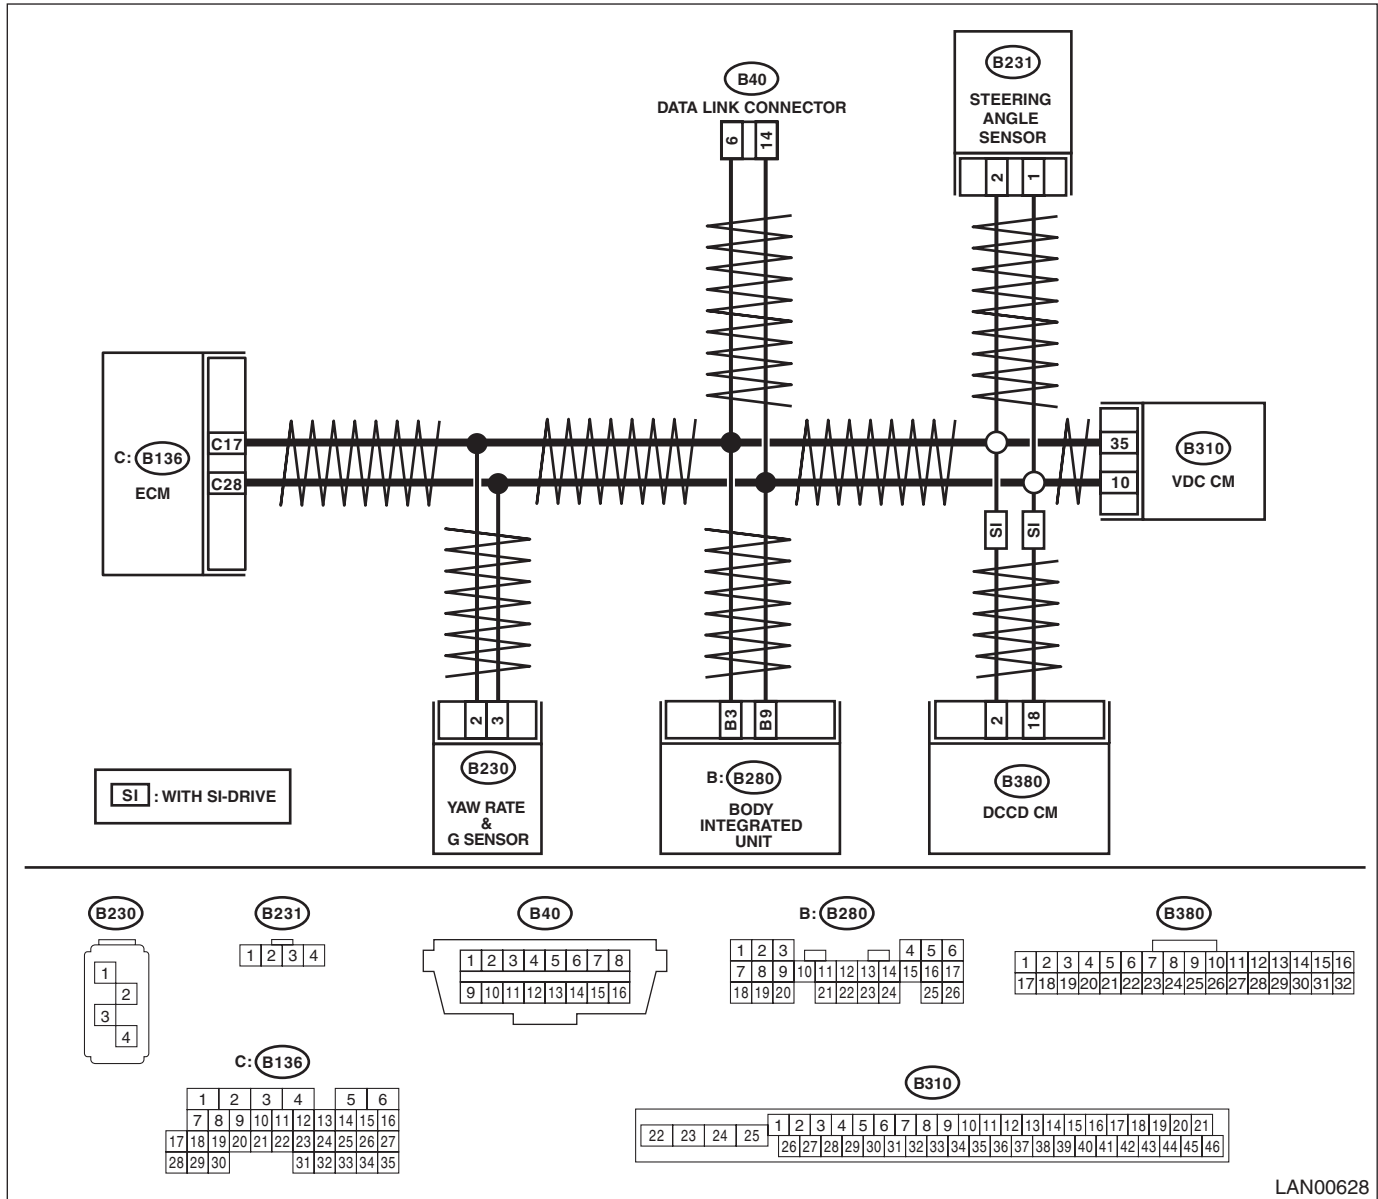 B40
DATA LINK CONNECTOR
6 14
B231
STEERING
ANGLE
SENSOR
2 1
C: B136
ECM
C17
C28
35
10
B310
VDC CM
SI SI
2 3
B230
YAW RATE
&
G SENSOR
B3 B9
B: B280
BODY
INTEGRATED
UNIT
2 18
B380
DCCD CM
SI : WITH SI-DRIVE
B230
1
2
3
4
B231
1 2 3 4
B40
1 2 3 4 5 6 7 8
9 10 11 12 13 14 15 16
B: B280
1 2 3 4 5 6
7 8 9 10 11 12 13 14 15 16 17
18 19 20 21 22 23 24 25 26
B380
1 2 3 4 5 6 7 8 9 10 11 12 13 14 15 16
17 18 19 20 21 22 23 24 25 26 27 28 29 30 31 32
C: B136
1 2 3 4 5 6
7 8 9 10 11 12 13 14 15 16
17 18 19 20 21 22 23 24 25 26 27
28 29 30 31 32 33 34 35
B310
22 23 24 25
1 2 3 4 5 6 7 8 9 10 11 12 13 14 15 16 17 18 19 20 21
26 27 28 29 30 31 32 33 34 35 36 37 38 39 40 41 42 43 44 45 46
LAN00628